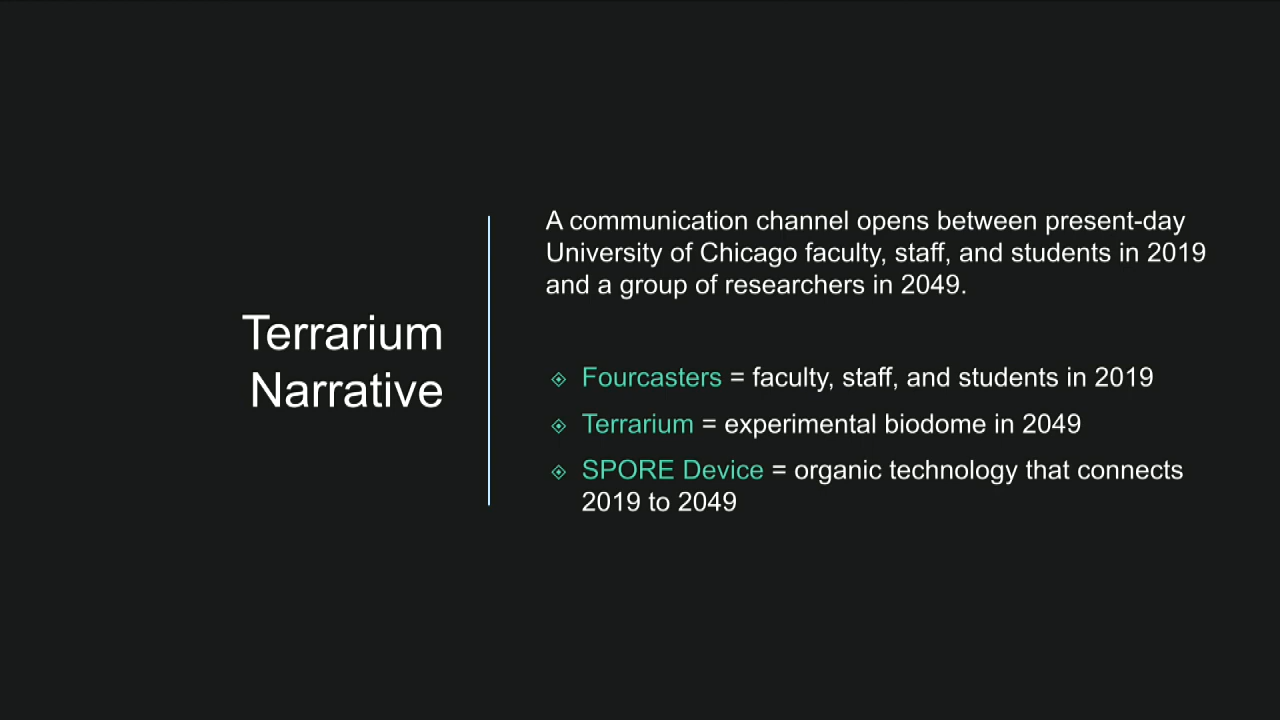 Terrarium
Narrative
A communication channel opens between present-day
University of Chicago faculty, staff, and students in 2019
and a group of researchers in 2049.
Fourcasters = faculty, staff, and students in 2019
Terrarium = experimental biodome in 2049
SPORE Device = organic technology that connects
2019 to 2049